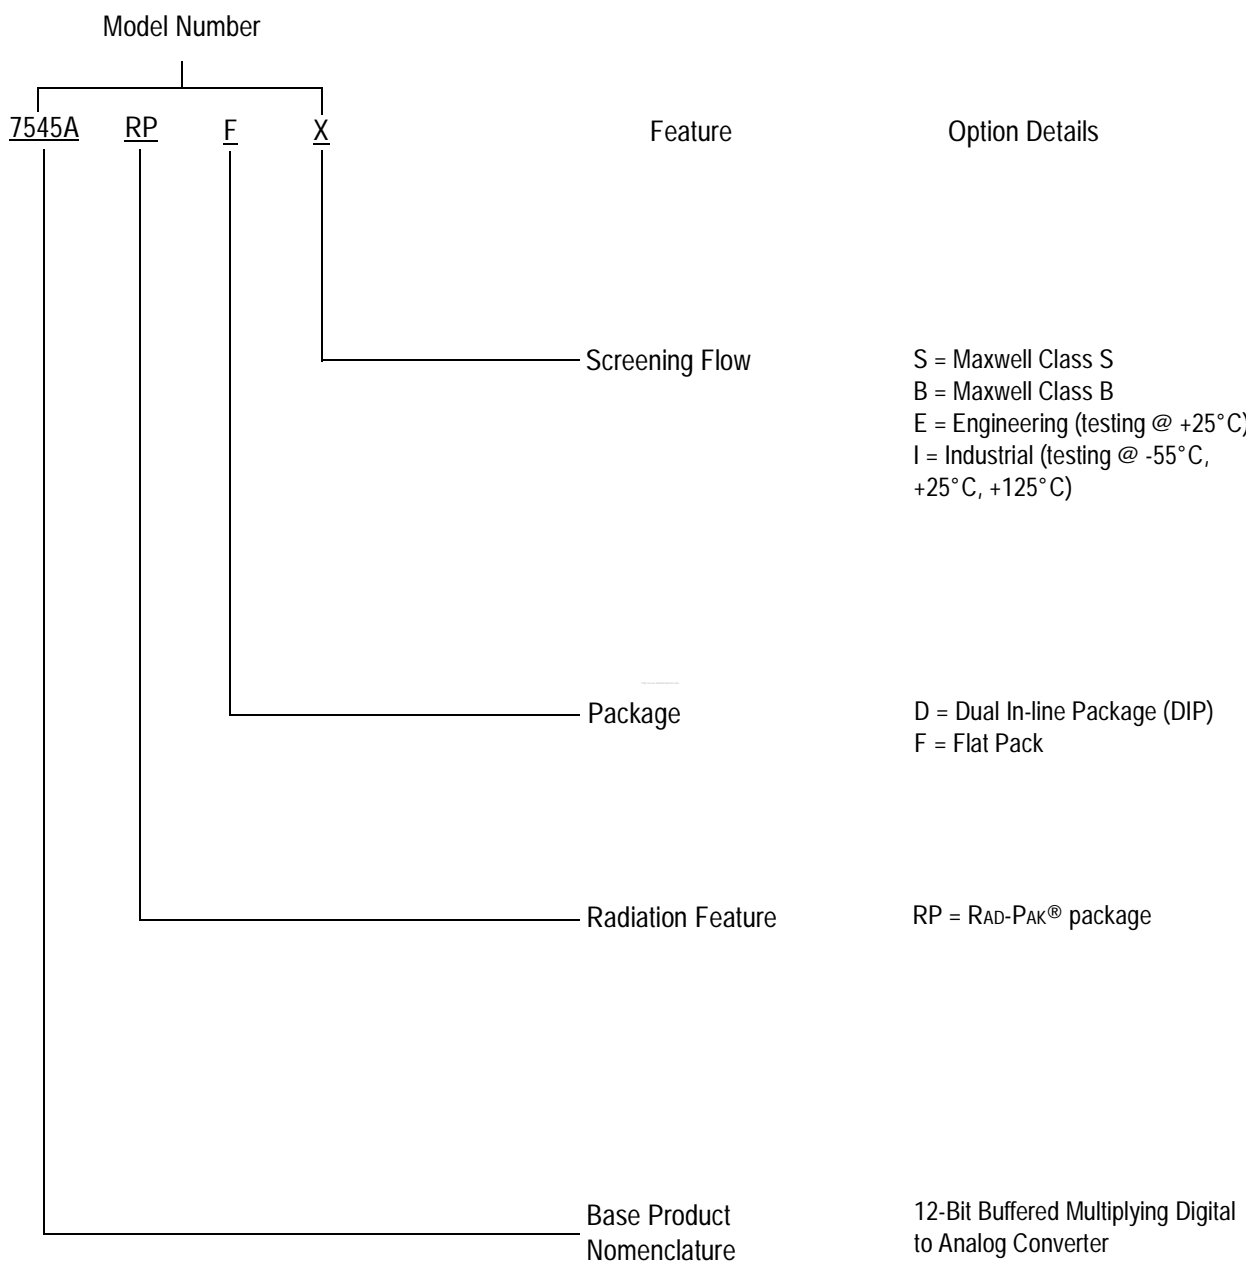 Model Number
7545A RP F X Feature Option Details
Screening Flow S = Maxwell Class S
B = Maxwell Class B
E = Engineering (testing @ +25°C)
I = Industrial (testing @ -55°C,
+25°C, +125°C)
Package D = Dual In-line Package (DIP)
F = Flat Pack
Radiation Feature RP = RAD-PAK® package
Base Product
Nomenclature
12-Bit Buffered Multiplying Digital
to Analog Converter